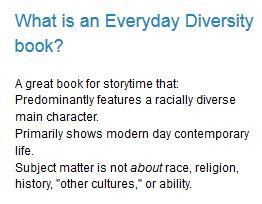 What is an Everyday Diversity
book?
A great book for storytime that:
Predominantly features a racially diverse
main character.
Primarily shows modern day contemporary
life.
Subject matter is not about race, religion,
history, "other cultures," or ability.